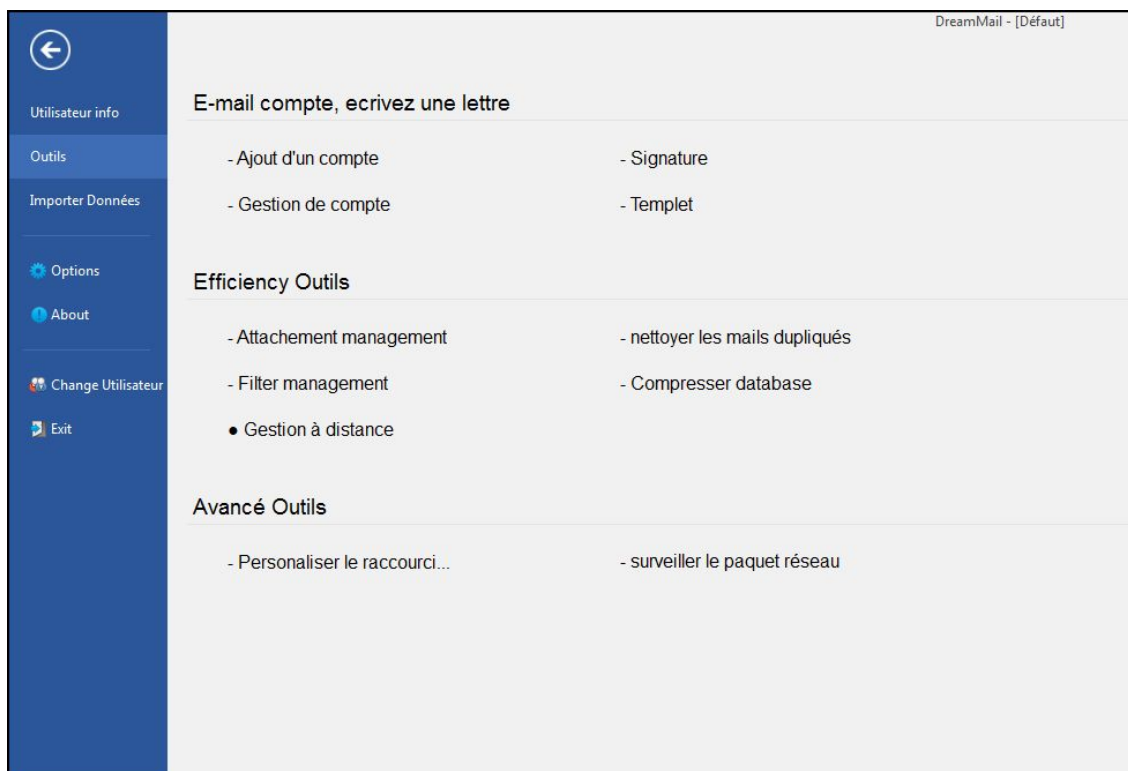 DreamMail - [Défaut]
Utilisateur info
Outils
Importer Données
Options
About
Change Utilisateur
Exit
E-mail compte, ecrivez une lettre
- Ajout d'un compte
- Signature
- Gestion de compte
- Templet
Efficiency Outils
- Attachement management
- nettoyer les mails dupliqués
- Filter management
- Compresser database
● Gestion à distance
Avancé Outils
- Personaliser le raccourci...
- surveiller le paquet réseau